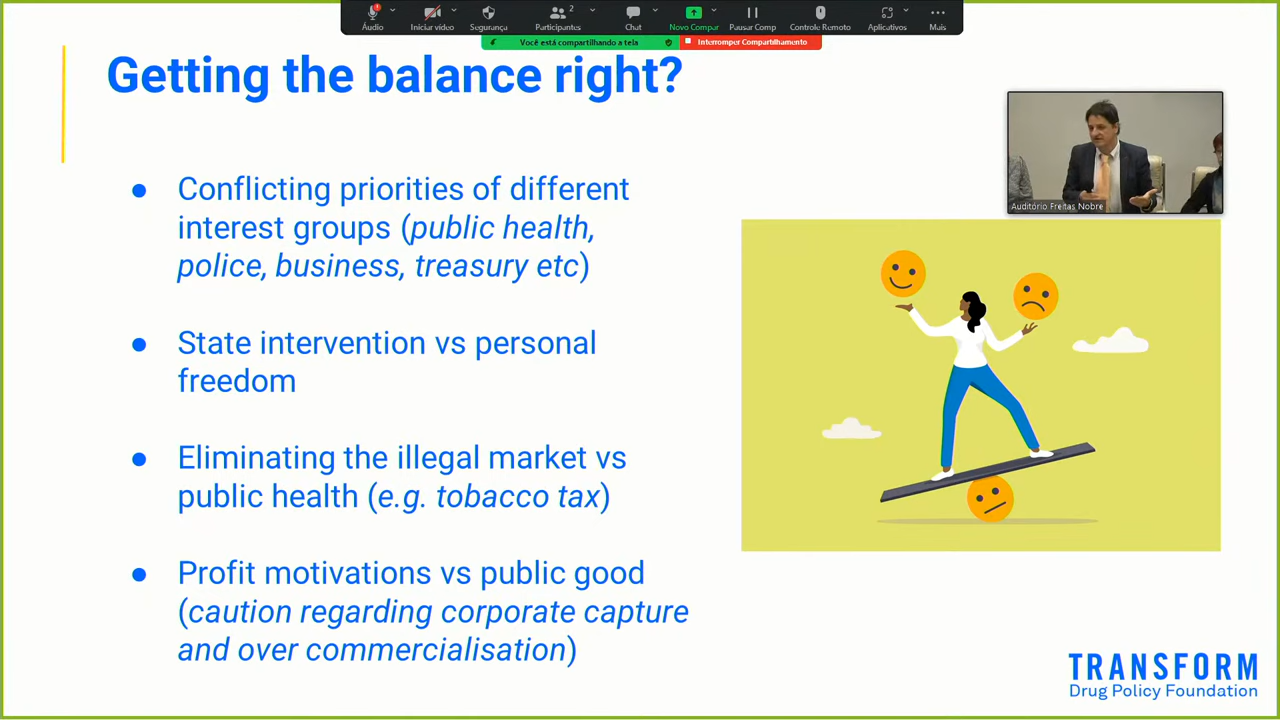 Áudio
Iniciar vídeo
Segurança
Participantes
2
Chat
Novo Compar
Pausar Comp
Controle Remoto
Aplicativos
Mais
Você está compartilhando a tela
Interromper Compartilhamento
Getting the balance right?
Auditório Freitas Nobre
● Conflicting priorities of different
interest groups (public health,
police, business, treasury etc)
● State intervention vs personal
freedom
● Eliminating the illegal market vs
public health (e.g. tobacco tax)
● Profit motivations vs public good
(caution regarding corporate capture
and over commercialisation)
TRANSFORM
Drug Policy Foundation